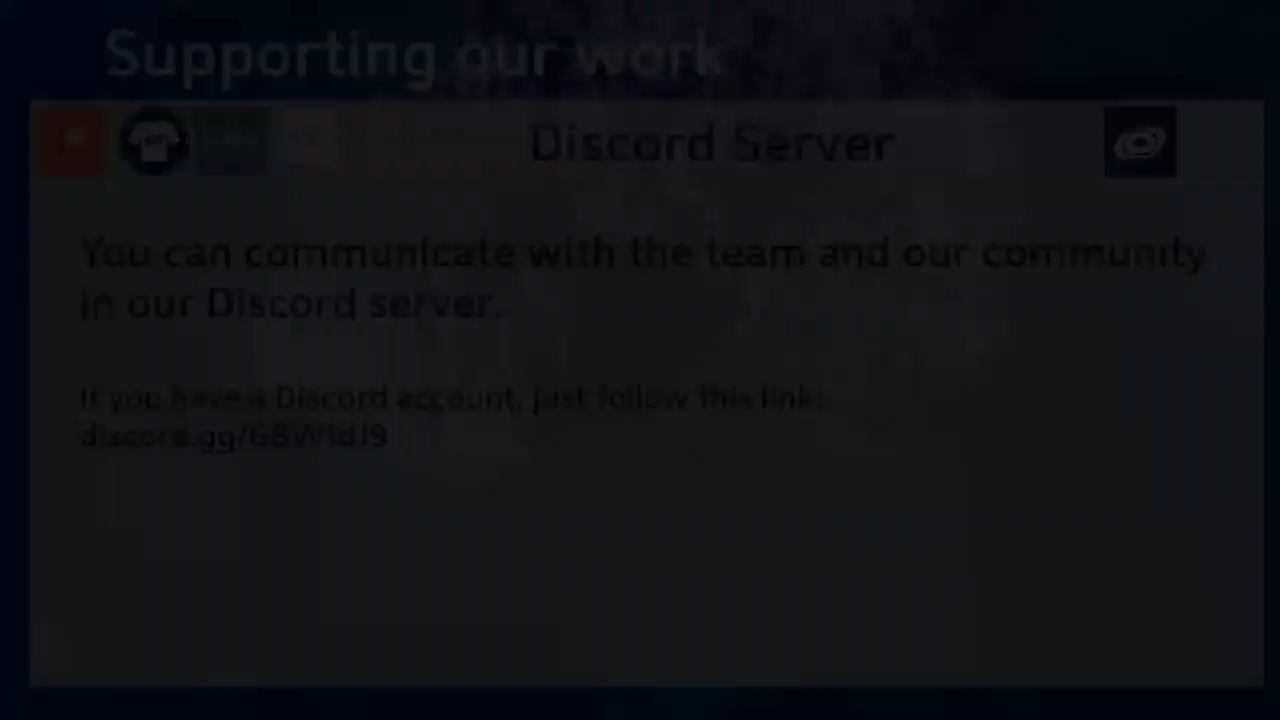 Supporting our work
Discord Server
You can communicate with the team and our community
in our Discord server.
If you have a Discord account, just follow this link: